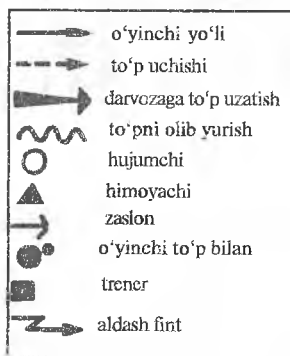 o‘yinchi yo‘li
to‘p uchishi
darvozaga to‘p uzatish
to‘pni olib yurish
hujumchi
himoyachi
zaslon
o‘yinchi to‘p bilan
trener
aldash fint